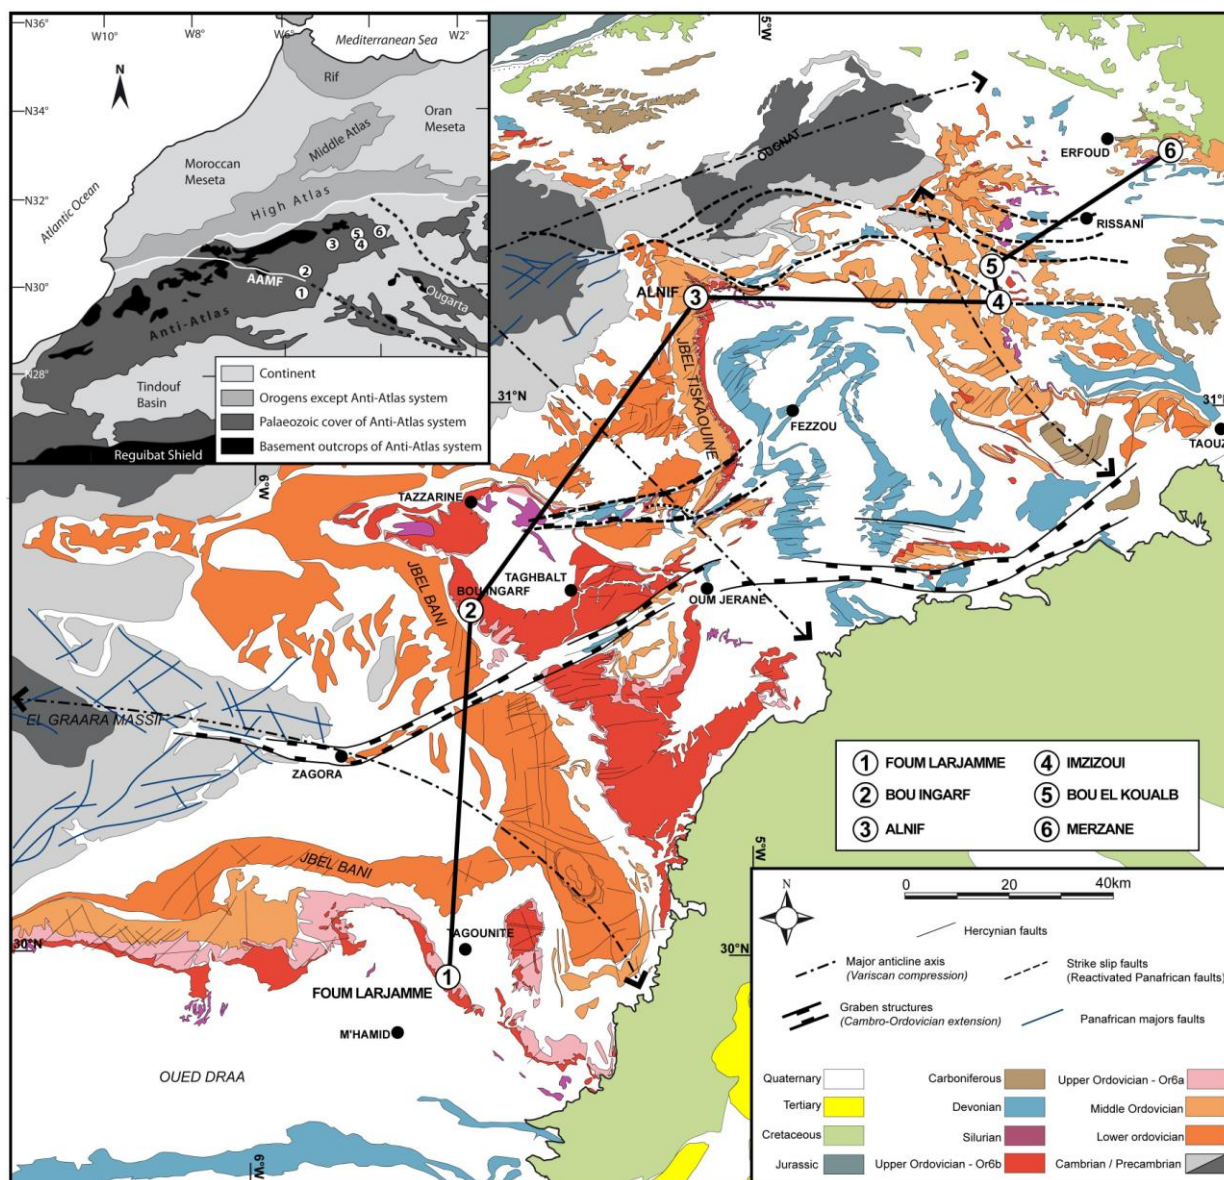 N36°
W10°
W8°
W6°
W2°
Mediterranean Sea
N
Rif
Oran
Meseta
N34°
Middle Atlas
Moroccan
Meseta
Atlantic Ocean
N32°
High Atlas
3
5
4
6
2
1
N30°
AAMF
Ougarta
Anti-Atlas
N28°
Tindouf
Basin
Reguibat Shield
Continent
Orogens except Anti-Atlas system
Palaeozoic cover of Anti-Atlas system
Basement outcrops of Anti-Atlas system
5°W
OUGNAT
ERFOUD
6
RISSANI
5
ALNIF
3
4
JBEL TISKAOUINE
31°N
31°N
FEZZOU
TAOUZ
6°W
TAZZARINE
JBEL BANI
TAGHBALT
BOU INGARF
2
OUM JERANE
EL GRAARA MASSIF
ZAGORA
JBEL BANI
5°W
30°N
30°N
TAGOUNITE
1
FOUM LARJAMME
M'HAMID
OUED DRAA
6°W
1 FOUM LARJAMME
4 IMZIZOUI
2 BOU INGARF
5 BOU EL KOUALB
3 ALNIF
6 MERZANE
N
0 20 40km
Hercynian faults
Major anticline axis
(Variscan compression)
Strike slip faults
(Reactivated Panafrican faults)
Graben structures
(Cambro-Ordovician extension)
Panafrican majors faults
Quaternary
Carboniferous
Upper Ordovician - Or6a
Tertiary
Devonian
Middle Ordovician
Cretaceous
Silurian
Lower ordovician
Jurassic
Upper Ordovician - Or6b
Cambrian / Precambrian